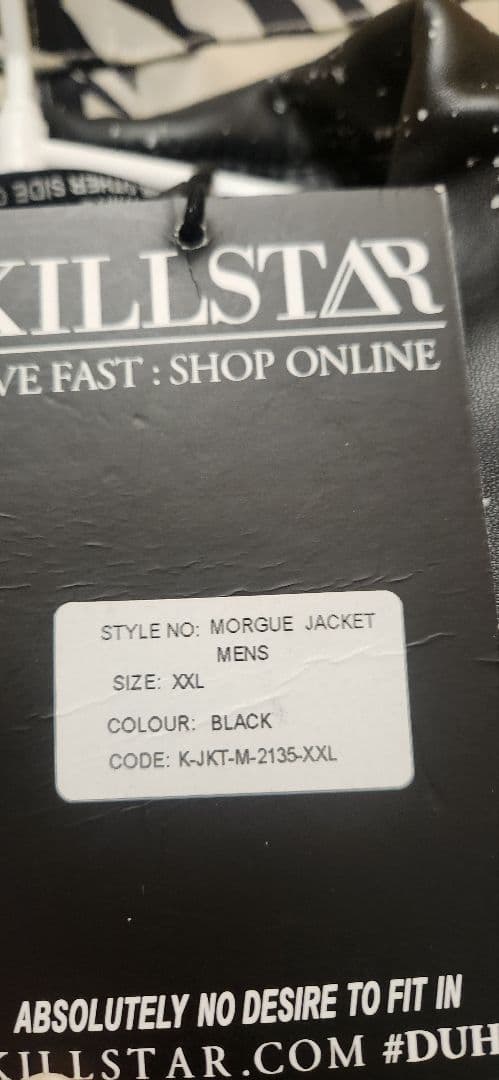 SIDE
KILLSTAR
VE FAST : SHOP ONLINE
STYLE NO: MORGUE JACKET
MENS
SIZE: XXL
COLOUR: BLACK
CODE: K-JKT-M-2135-XXL
ABSOLUTELY NO DESIRE TO FIT IN
KILLSTAR.COM #DUH